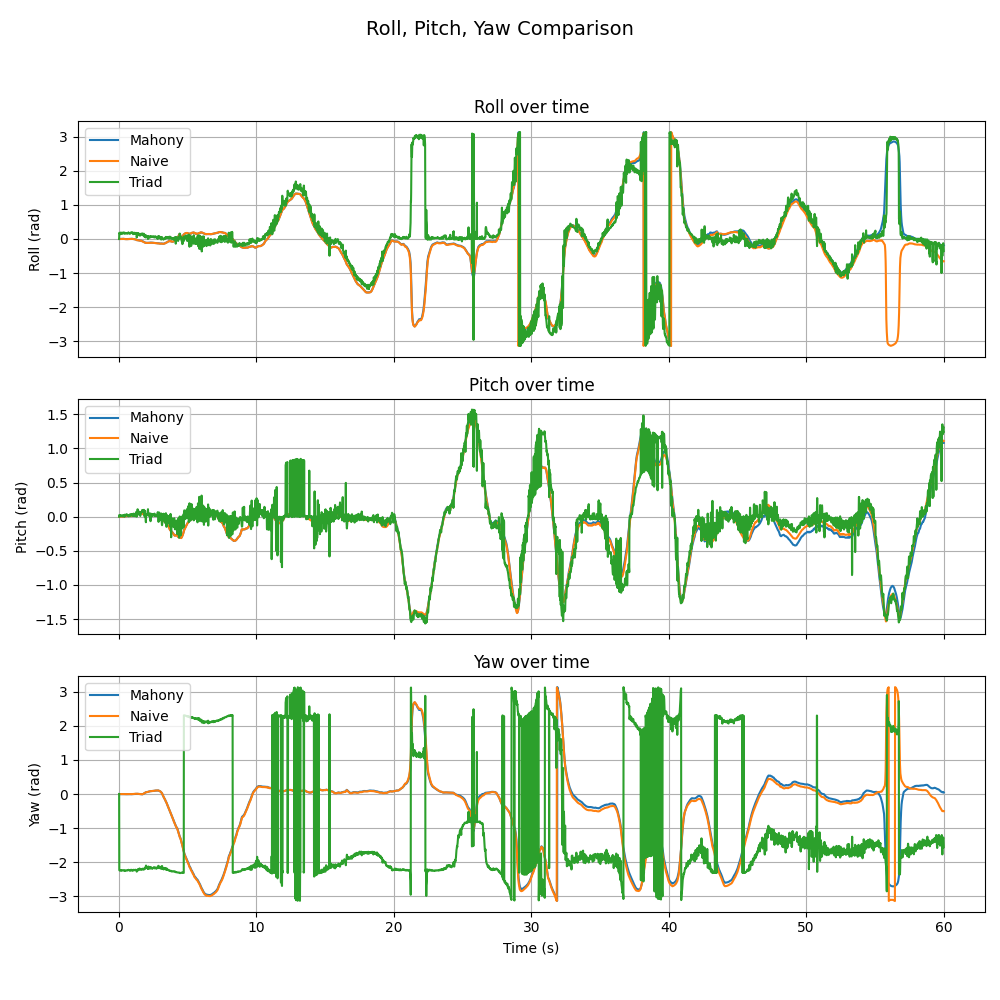 Roll, Pitch, Yaw Comparison
Roll over time
Mahony
Naive
Triad
Roll (rad)
3
2
1
0
−1
−2
−3
Pitch over time
Mahony
Naive
Triad
Pitch (rad)
1.5
1.0
0.5
0.0
−0.5
−1.0
−1.5
Yaw over time
Mahony
Naive
Triad
Yaw (rad)
3
2
1
0
−1
−2
−3
0 10 20 30 40 50 60
Time (s)